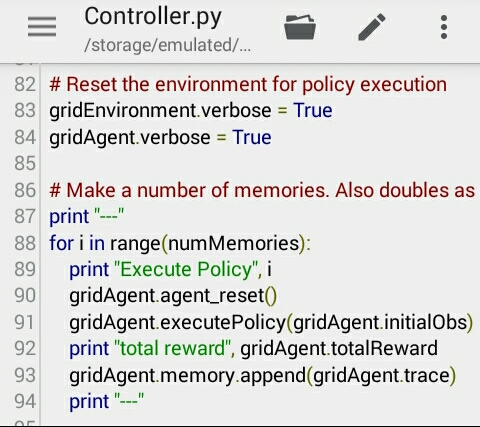 Controller.py
/storage/emulated/...
82 # Reset the environment for policy execution
83 gridEnvironment.verbose = True
84 gridAgent.verbose = True
85
86 # Make a number of memories. Also doubles as
87 print "---"
88 for i in range(numMemories):
89     print "Execute Policy", i
90     gridAgent.agent_reset()
91     gridAgent.executePolicy(gridAgent.initialObs)
92     print "total reward", gridAgent.totalReward
93     gridAgent.memory.append(gridAgent.trace)
94     print "---"